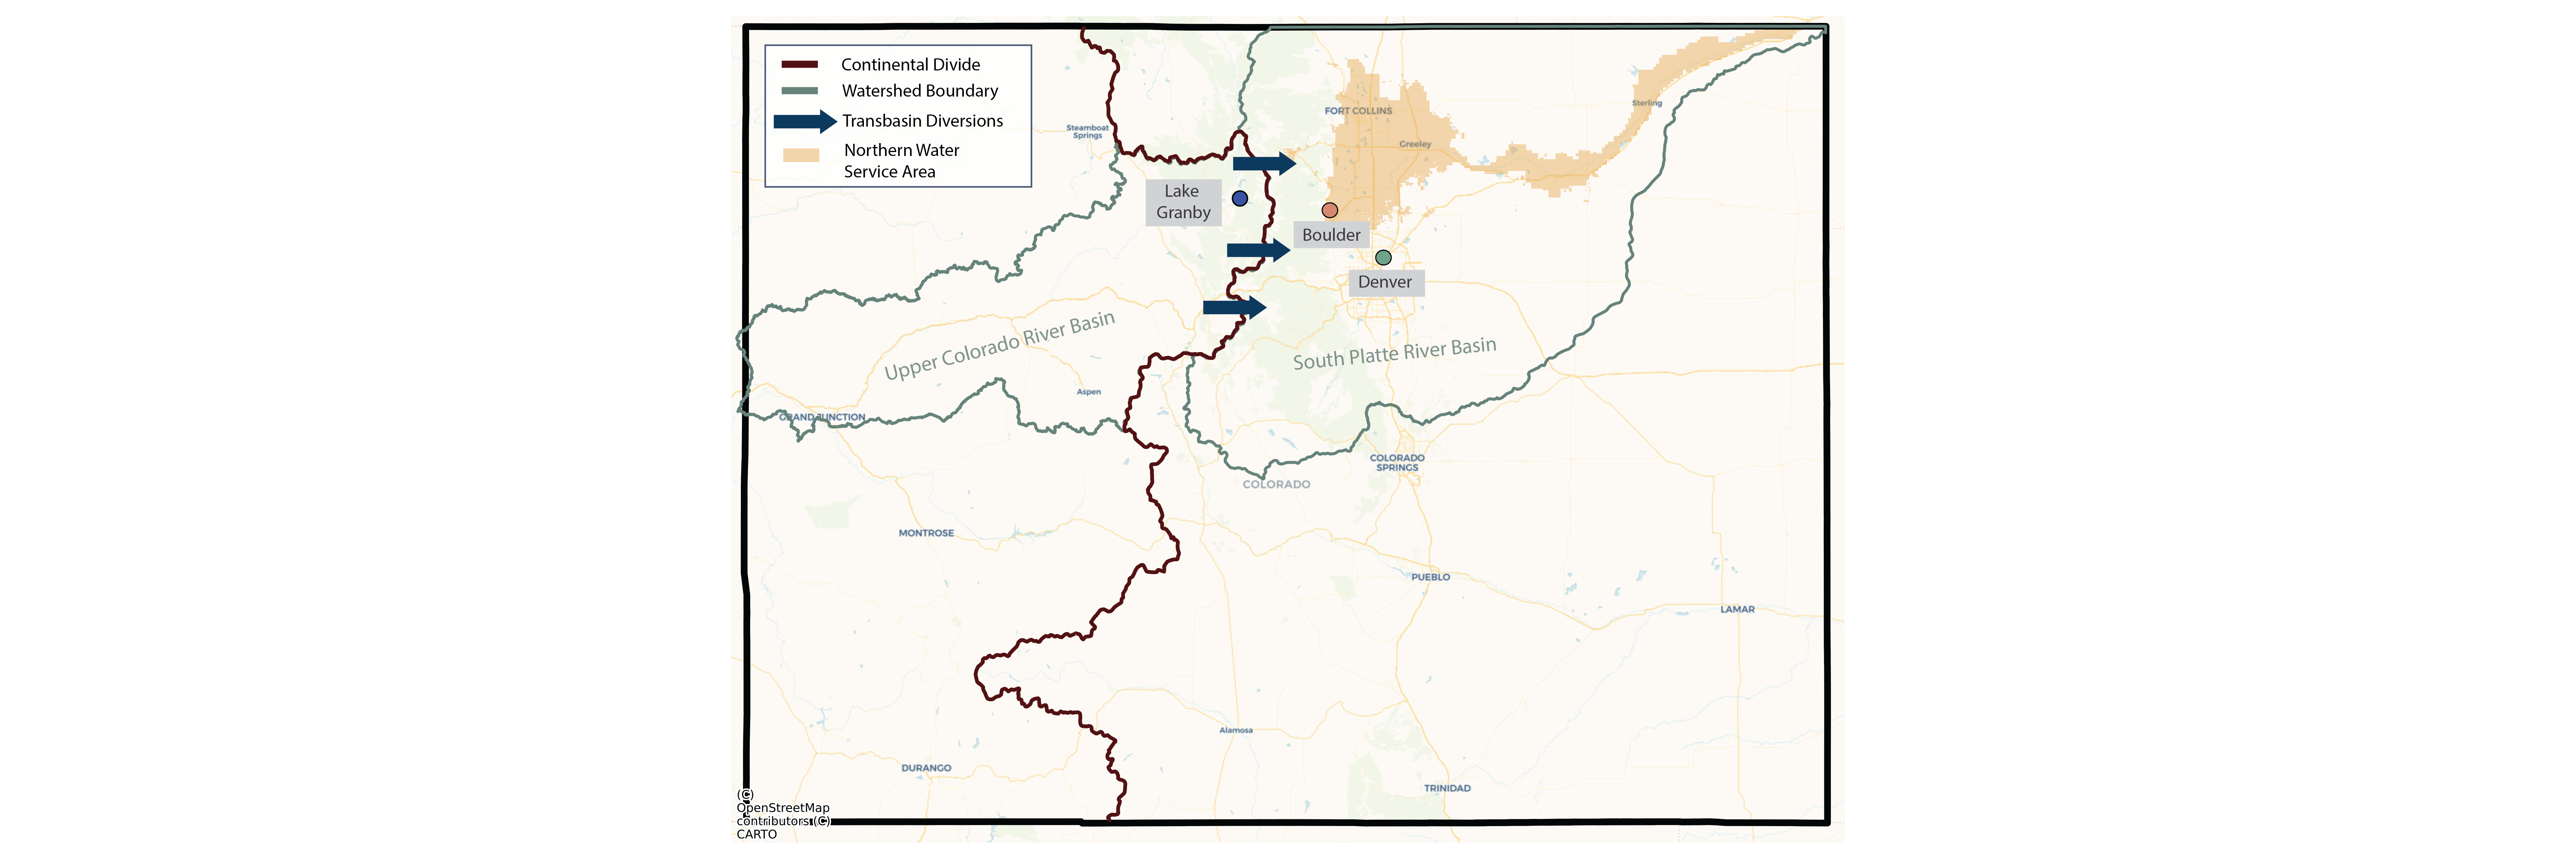 Continental Divide
Watershed Boundary
Transbasin Diversions
Northern Water
Service Area
Steamboat
Springs
FORT COLLINS
Sterling
Greeley
Lake
Granby
Boulder
Denver
Upper Colorado River Basin
South Platte River Basin
Aspen
GRAND JUNCTION
COLORADO
SPRINGS
COLORADO
MONTROSE
PUEBLO
LAMAR
Alamosa
DURANGO
TRINIDAD
(C)
OpenStreetMap
contributors (C)
CARTO